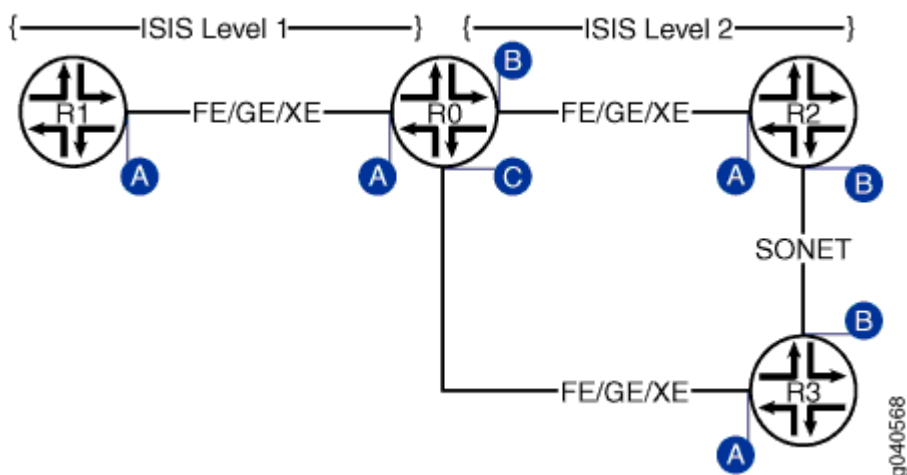 { ISIS Level 1 } { ISIS Level 2 }
B
R1 FE/GE/XE R0 FE/GE/XE R2
A A C A B
SONET
B
FE/GE/XE R3
A
g040568